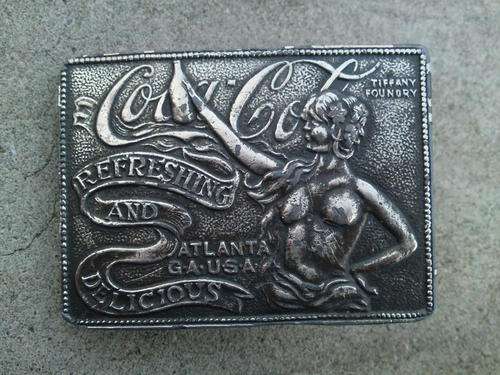 Coca-Cola
TIFFANY
FOUNDRY
REFRESHING
AND
DELICIOUS
ATLANTA
GA·USA